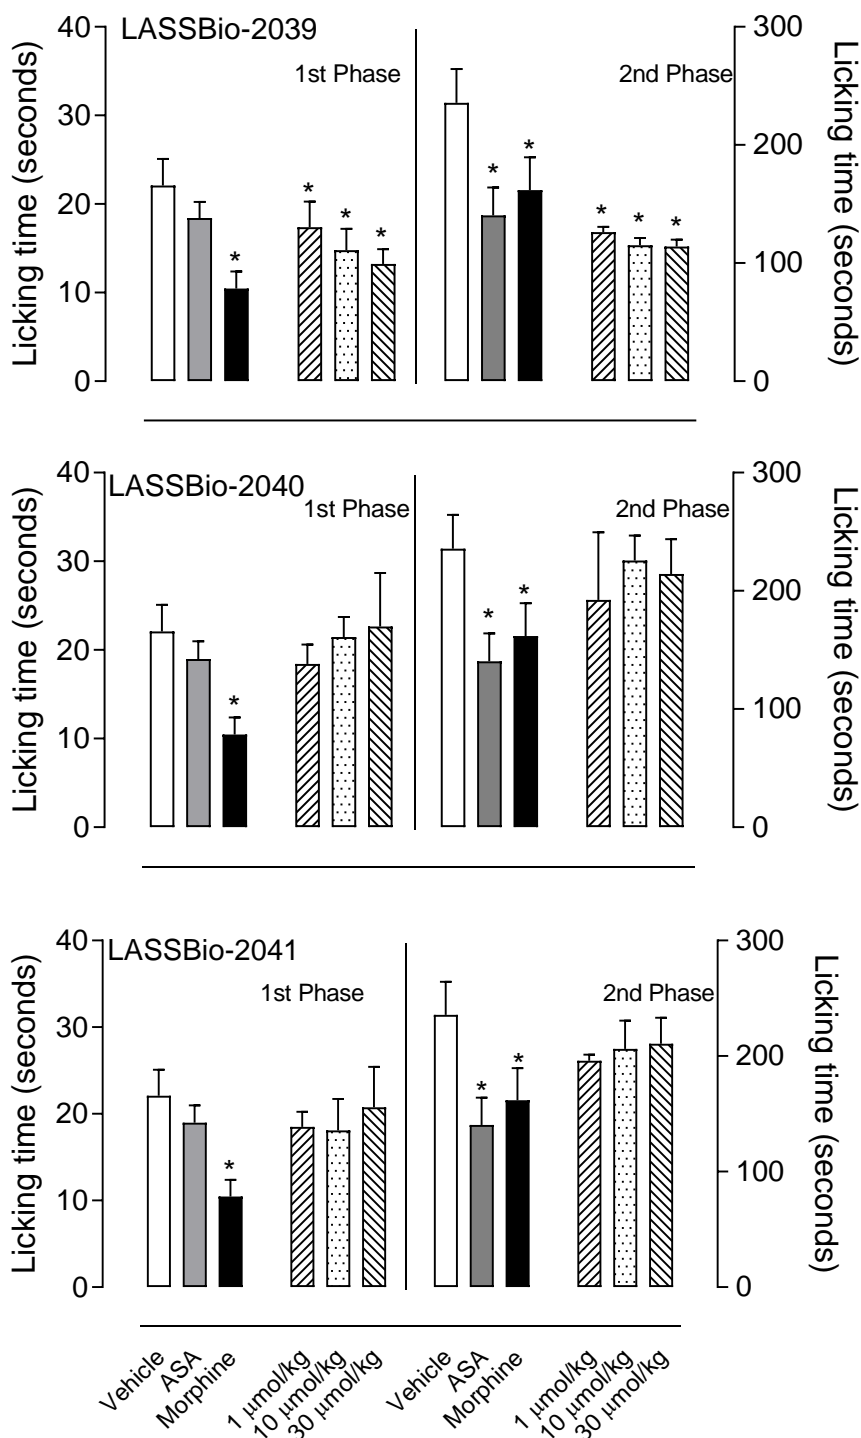 LASSBio-2039
1st Phase
2nd Phase
Licking time (seconds)
40
30
20
10
0
*
*
*
*
*
*
*
*
*
300
200
100
0
Licking time (seconds)
LASSBio-2040
1st Phase
2nd Phase
Licking time (seconds)
40
30
20
10
0
*
*
*
300
200
100
0
Licking time (seconds)
LASSBio-2041
1st Phase
2nd Phase
Licking time (seconds)
40
30
20
10
0
*
*
*
300
200
100
0
Licking time (seconds)
Vehicle
ASA
Morphine
1 μmol/kg
10 μmol/kg
30 μmol/kg
Vehicle
ASA
Morphine
1 μmol/kg
10 μmol/kg
30 μmol/kg